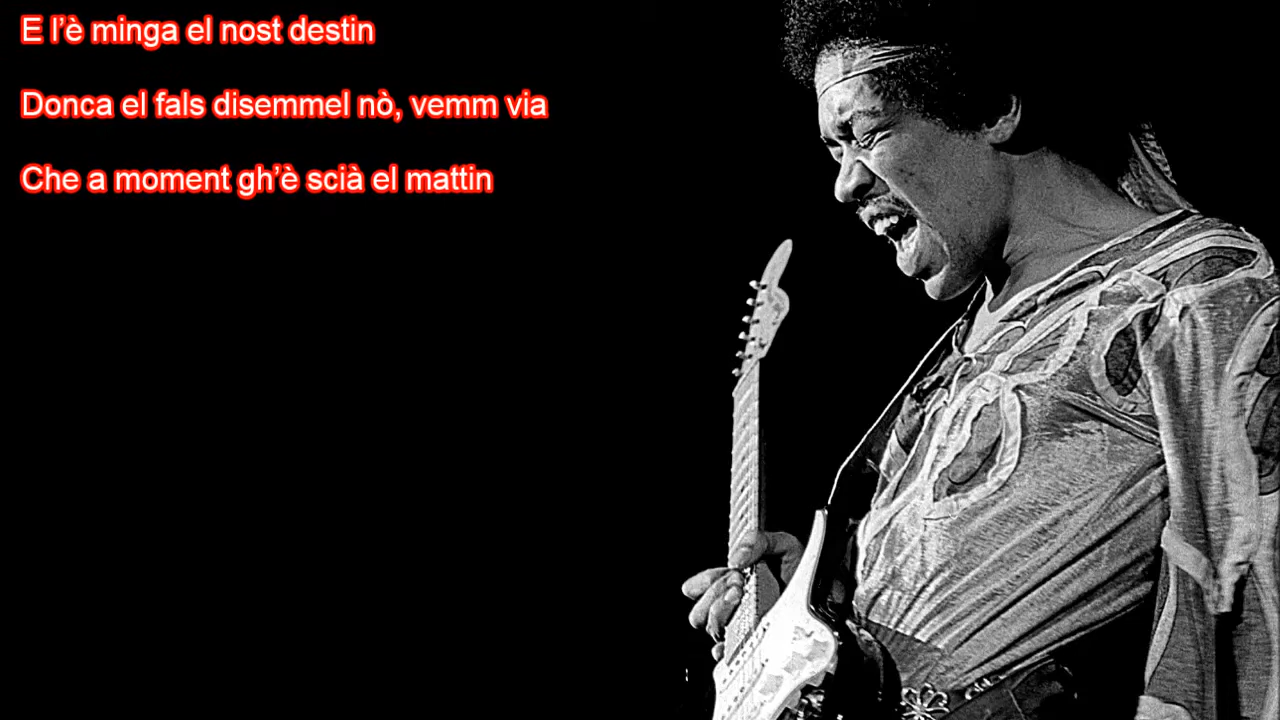 E l’è minga el nost destin
Donca el fals disemmel nò, vemm via
Che a moment gh’è scià el mattin